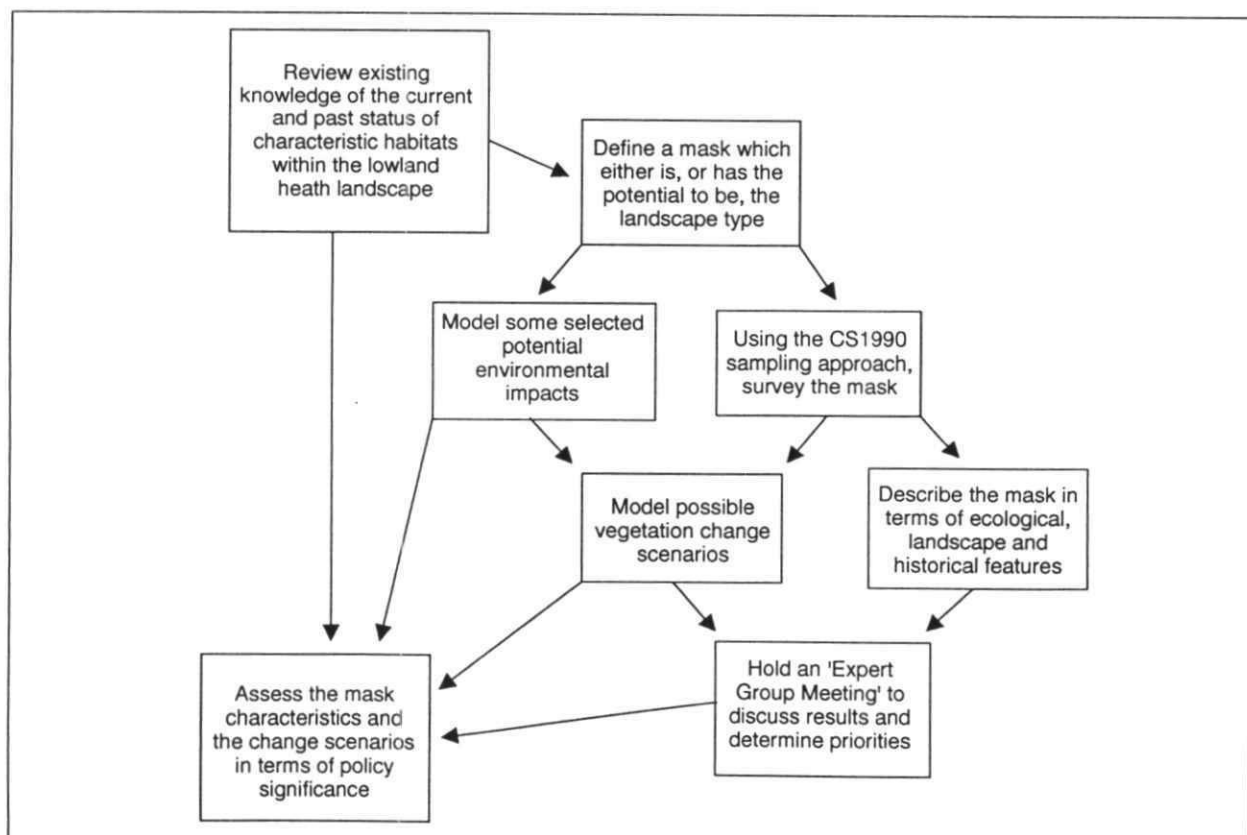 Review existing
knowledge of the current
and past status of
characteristic habitats
within the lowland
heath landscape
Define a mask which
either is, or has the
potential to be, the
landscape type
Model some selected
potential
environmental
impacts
Using the CS1990
sampling approach,
survey the mask
Model possible
vegetation change
scenarios
Describe the mask in
terms of ecological,
landscape and
historical features
Assess the mask
characteristics and
the change scenarios
in terms of policy
significance
Hold an 'Expert
Group Meeting' to
discuss results and
determine priorities